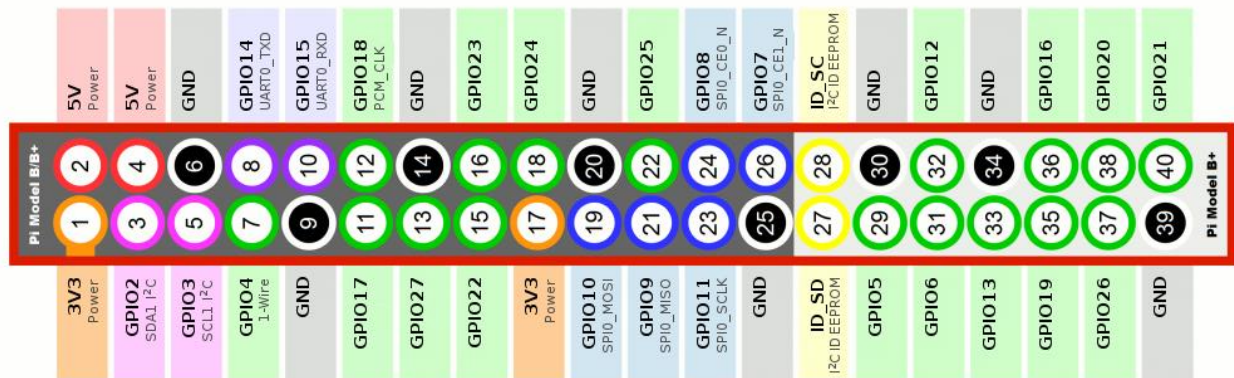 5V
Power
5V
Power
GND
GPIO14
UART0_TXD
GPIO15
UART0_RXD
GPIO18
PCM_CLK
GND
GPIO23
GPIO24
GND
GPIO25
GPIO8
SPI0_CE0_N
GPIO7
SPI0_CE1_N
ID_SC
I²C ID EEPROM
GND
GPIO12
GND
GPIO16
GPIO20
GPIO21
Pi Model B/B+
2
4
6
8
10
12
14
16
18
20
22
24
26
28
30
32
34
36
38
40
1
3
5
7
9
11
13
15
17
19
21
23
25
27
29
31
33
35
37
39
Pi Model B+
3V3
Power
GPIO2
SDA1 I²C
GPIO3
SCL1 I²C
GPIO4
1-Wire
GND
GPIO17
GPIO27
GPIO22
3V3
Power
GPIO10
SPI0_MOSI
GPIO9
SPI0_MISO
GPIO11
SPI0_SCLK
GND
ID_SD
I²C ID EEPROM
GPIO5
GPIO6
GPIO13
GPIO19
GPIO26
GND